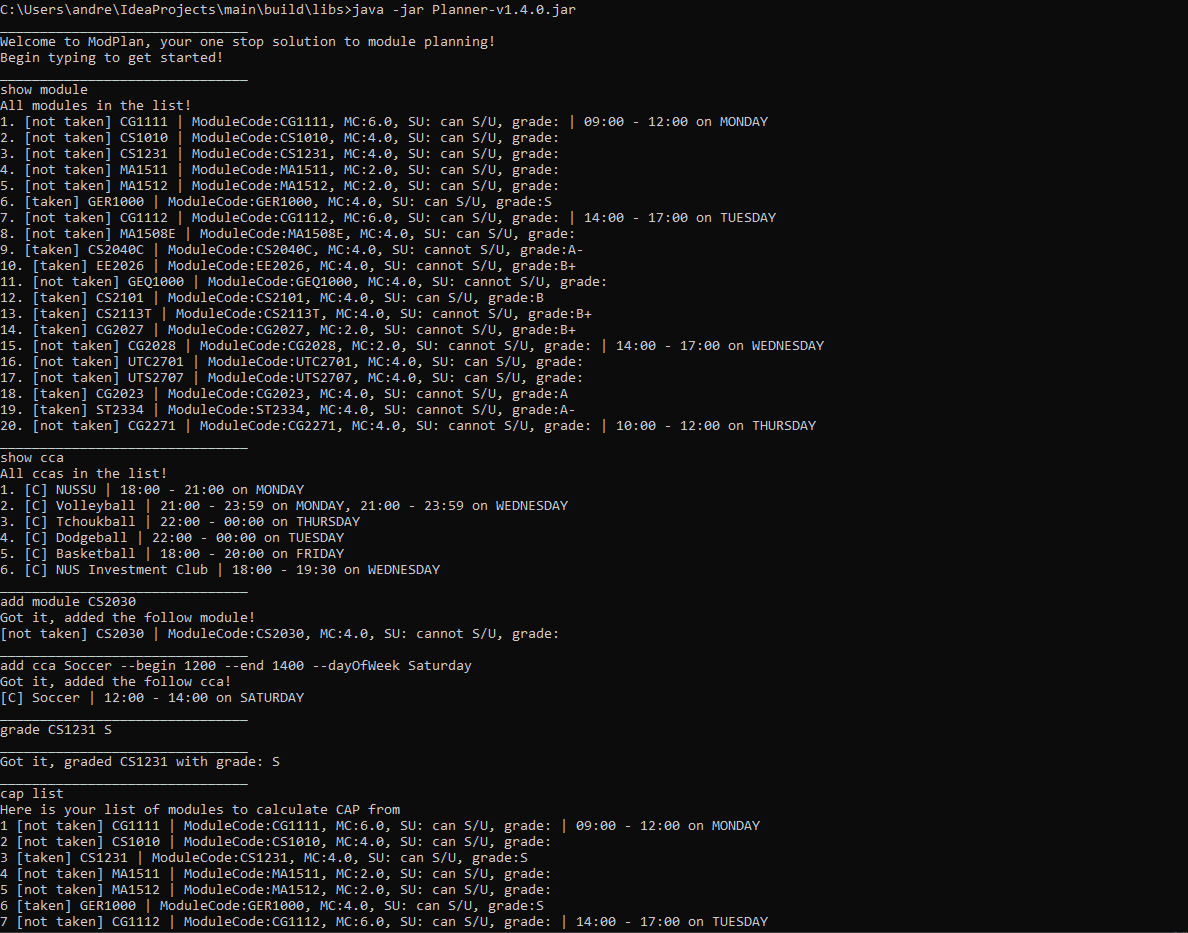 C:\Users\andre\IdeaProjects\main\build\libs>java -jar Planner-v1.4.0.jar
_______________________________
Welcome to ModPlan, your one stop solution to module planning!
Begin typing to get started!
_______________________________
show module
All modules in the list!
1. [not taken] CG1111 | ModuleCode:CG1111, MC:6.0, SU: can S/U, grade: | 09:00 - 12:00 on MONDAY
2. [not taken] CS1010 | ModuleCode:CS1010, MC:4.0, SU: can S/U, grade:
3. [not taken] CS1231 | ModuleCode:CS1231, MC:4.0, SU: can S/U, grade:
4. [not taken] MA1511 | ModuleCode:MA1511, MC:2.0, SU: can S/U, grade:
5. [not taken] MA1512 | ModuleCode:MA1512, MC:2.0, SU: can S/U, grade:
6. [taken] GER1000 | ModuleCode:GER1000, MC:4.0, SU: can S/U, grade:S
7. [not taken] CG1112 | ModuleCode:CG1112, MC:6.0, SU: can S/U, grade: | 14:00 - 17:00 on TUESDAY
8. [not taken] MA1508E | ModuleCode:MA1508E, MC:4.0, SU: cannot S/U, grade:
9. [taken] CS2040C | ModuleCode:CS2040C, MC:4.0, SU: cannot S/U, grade:A-
10. [taken] EE2026 | ModuleCode:EE2026, MC:4.0, SU: cannot S/U, grade:B+
11. [not taken] GEQ1000 | ModuleCode:GEQ1000, MC:4.0, SU: cannot S/U, grade:
12. [taken] CS2101 | ModuleCode:CS2101, MC:4.0, SU: can S/U, grade:B
13. [taken] CS2113T | ModuleCode:CS2113T, MC:4.0, SU: cannot S/U, grade:B+
14. [taken] CG2027 | ModuleCode:CG2027, MC:2.0, SU: cannot S/U, grade:B+
15. [not taken] CG2028 | ModuleCode:CG2028, MC:2.0, SU: cannot S/U, grade: | 14:00 - 17:00 on WEDNESDAY
16. [not taken] UTC2701 | ModuleCode:UTC2701, MC:4.0, SU: can S/U, grade:
17. [not taken] UTS2707 | ModuleCode:UTS2707, MC:4.0, SU: can S/U, grade:
18. [taken] CG2023 | ModuleCode:CG2023, MC:4.0, SU: cannot S/U, grade:A
19. [taken] ST2334 | ModuleCode:ST2334, MC:4.0, SU: cannot S/U, grade:A-
20. [not taken] CG2271 | ModuleCode:CG2271, MC:4.0, SU: cannot S/U, grade: | 10:00 - 12:00 on THURSDAY
_______________________________
show cca
All ccas in the list!
1. [C] NUSSU | 18:00 - 21:00 on MONDAY
2. [C] Volleyball | 21:00 - 23:59 on MONDAY, 21:00 - 23:59 on WEDNESDAY
3. [C] Tchoukball | 22:00 - 00:00 on THURSDAY
4. [C] Dodgeball | 22:00 - 00:00 on TUESDAY
5. [C] Basketball | 18:00 - 20:00 on FRIDAY
6. [C] NUS Investment Club | 18:00 - 19:30 on WEDNESDAY
_______________________________
add module CS2030
Got it, added the follow module!
[not taken] CS2030 | ModuleCode:CS2030, MC:4.0, SU: cannot S/U, grade:
_______________________________
add cca Soccer --begin 1200 --end 1400 --dayOfWeek Saturday
Got it, added the follow cca!
[C] Soccer | 12:00 - 14:00 on SATURDAY
_______________________________
grade CS1231 S
_______________________________
Got it, graded CS1231 with grade: S
_______________________________
cap list
Here is your list of modules to calculate CAP from
1 [not taken] CG1111 | ModuleCode:CG1111, MC:6.0, SU: can S/U, grade: | 09:00 - 12:00 on MONDAY
2 [not taken] CS1010 | ModuleCode:CS1010, MC:4.0, SU: can S/U, grade:
3 [taken] CS1231 | ModuleCode:CS1231, MC:4.0, SU: can S/U, grade:S
4 [not taken] MA1511 | ModuleCode:MA1511, MC:2.0, SU: can S/U, grade:
5 [not taken] MA1512 | ModuleCode:MA1512, MC:2.0, SU: can S/U, grade:
6 [taken] GER1000 | ModuleCode:GER1000, MC:4.0, SU: can S/U, grade:S
7 [not taken] CG1112 | ModuleCode:CG1112, MC:6.0, SU: can S/U, grade: | 14:00 - 17:00 on TUESDAY